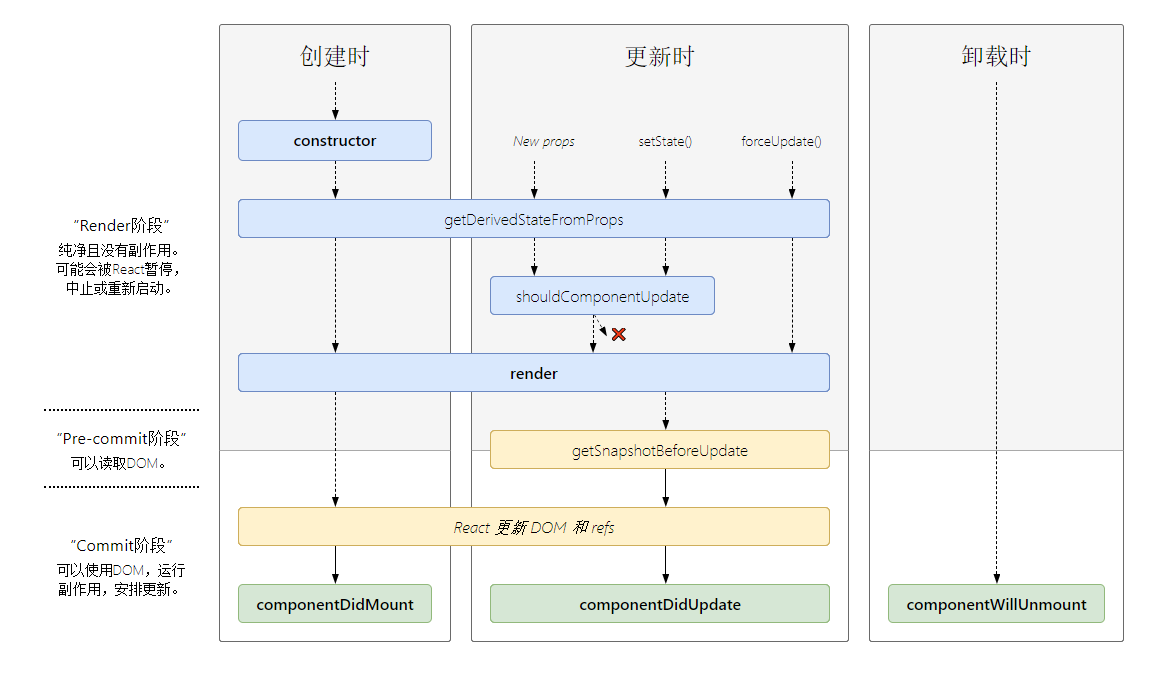 创建时
更新时
卸载时
constructor
New props
setState()
forceUpdate()
“Render阶段”
纯净且没有副作用。
可能会被React暂停，
中止或重新启动。
getDerivedStateFromProps
shouldComponentUpdate
render
“Pre-commit阶段”
可以读取DOM。
getSnapshotBeforeUpdate
React 更新 DOM 和 refs
“Commit阶段”
可以使用DOM，运行
副作用，安排更新。
componentDidMount
componentDidUpdate
componentWillUnmount